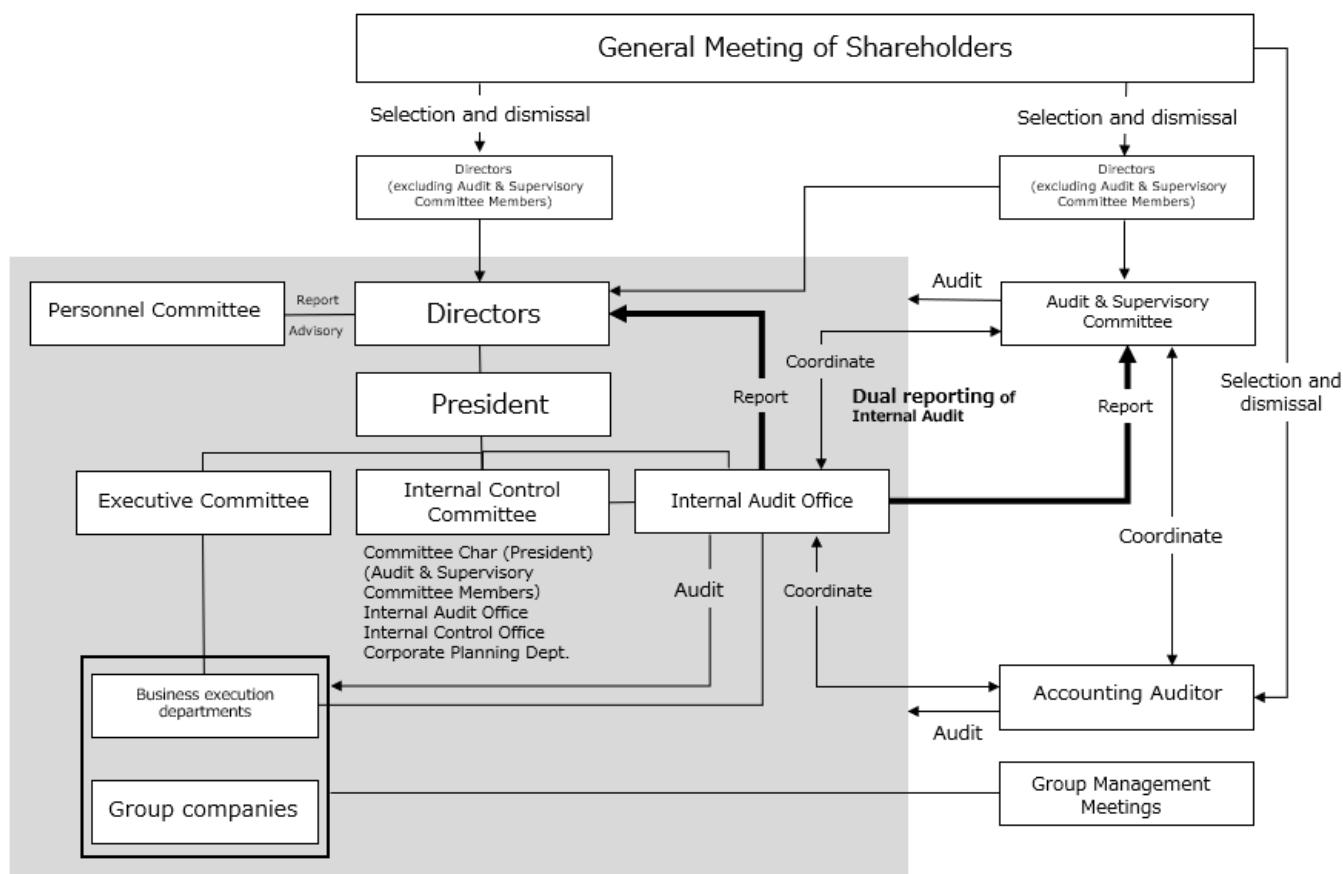 General Meeting of Shareholders
Selection and dismissal
Selection and dismissal
Directors
(excluding Audit & Supervisory
Committee Members)
Directors
(excluding Audit & Supervisory
Committee Members)
Personnel Committee
Report
Advisory
Directors
Audit
Audit & Supervisory
Committee
Coordinate
Selection and
dismissal
President
Report
Dual reporting of
Internal Audit
Report
Executive Committee
Internal Control
Committee
Internal Audit Office
Coordinate
Committee Char (President)
(Audit & Supervisory
Committee Members)
Internal Audit Office
Internal Control Office
Corporate Planning Dept.
Audit
Coordinate
Business execution
departments
Accounting Auditor
Audit
Group companies
Group Management
Meetings